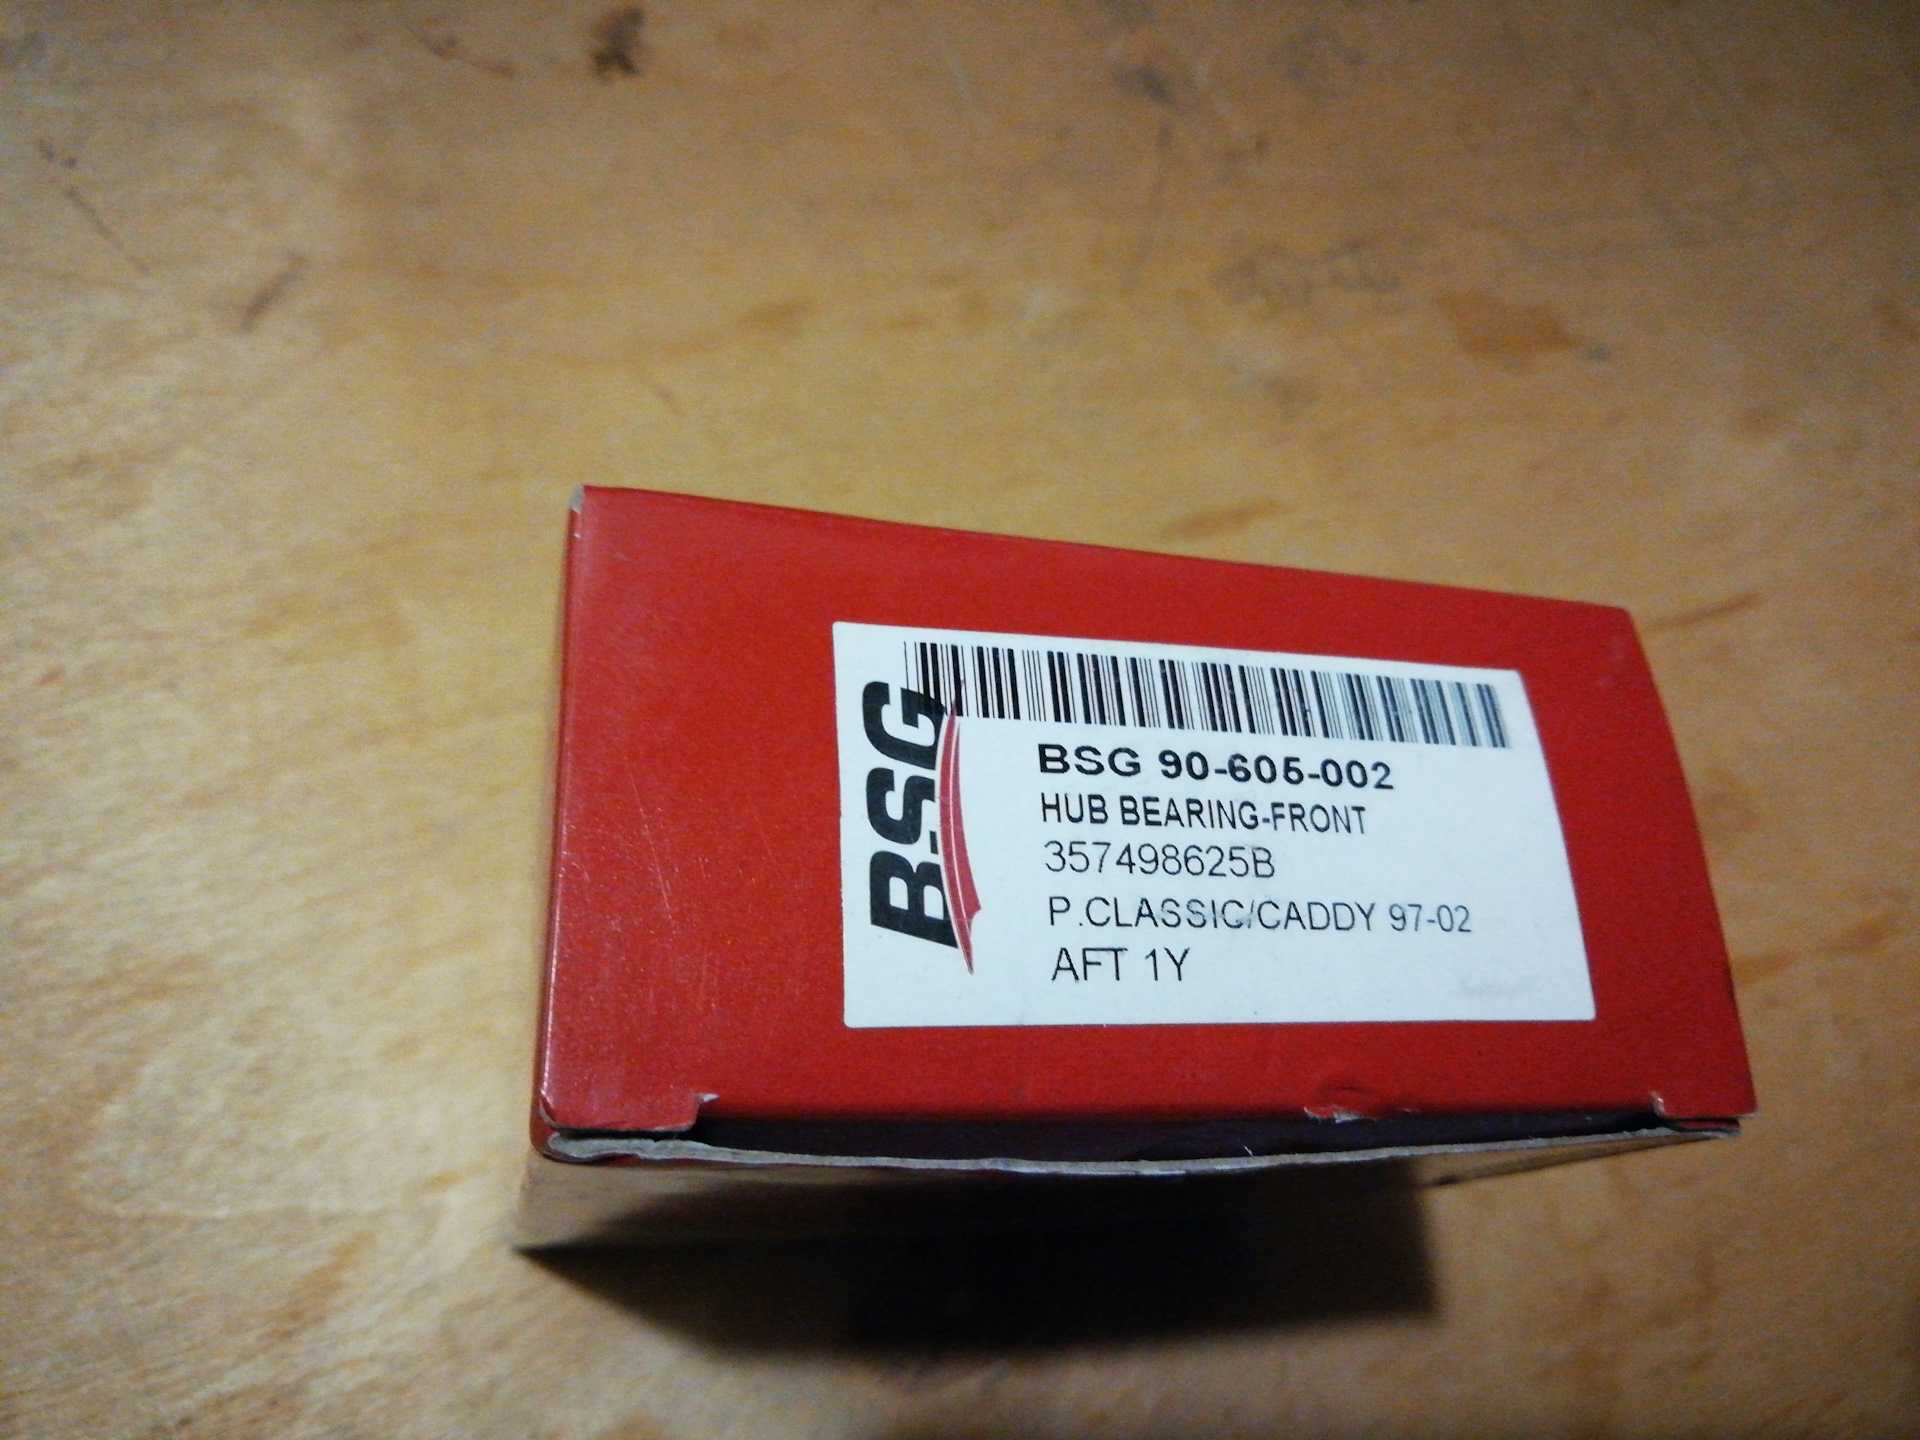 BSG
BSG 90-605-002
HUB BEARING-FRONT
357498625B
P.CLASSIC/CADDY 97-02
AFT 1Y